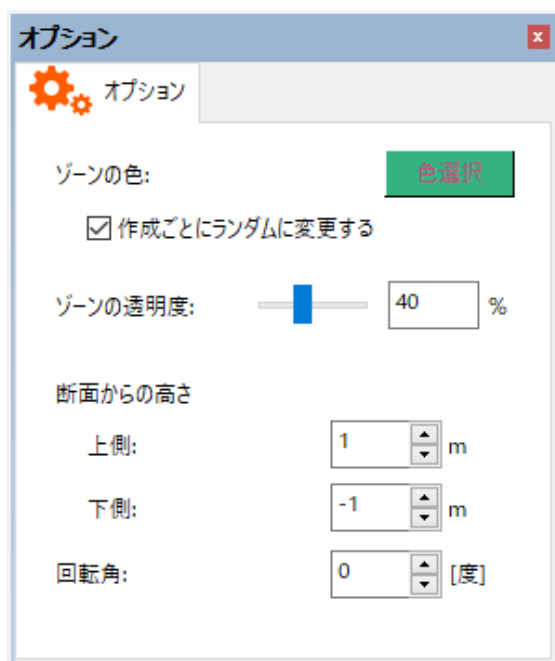 オプション
オプション
ゾーンの色: 色選択
作成ごとにランダムに変更する
ゾーンの透明度: 40 %
断面からの高さ
上側: 1 m
下側: -1 m
回転角: 0 [度]